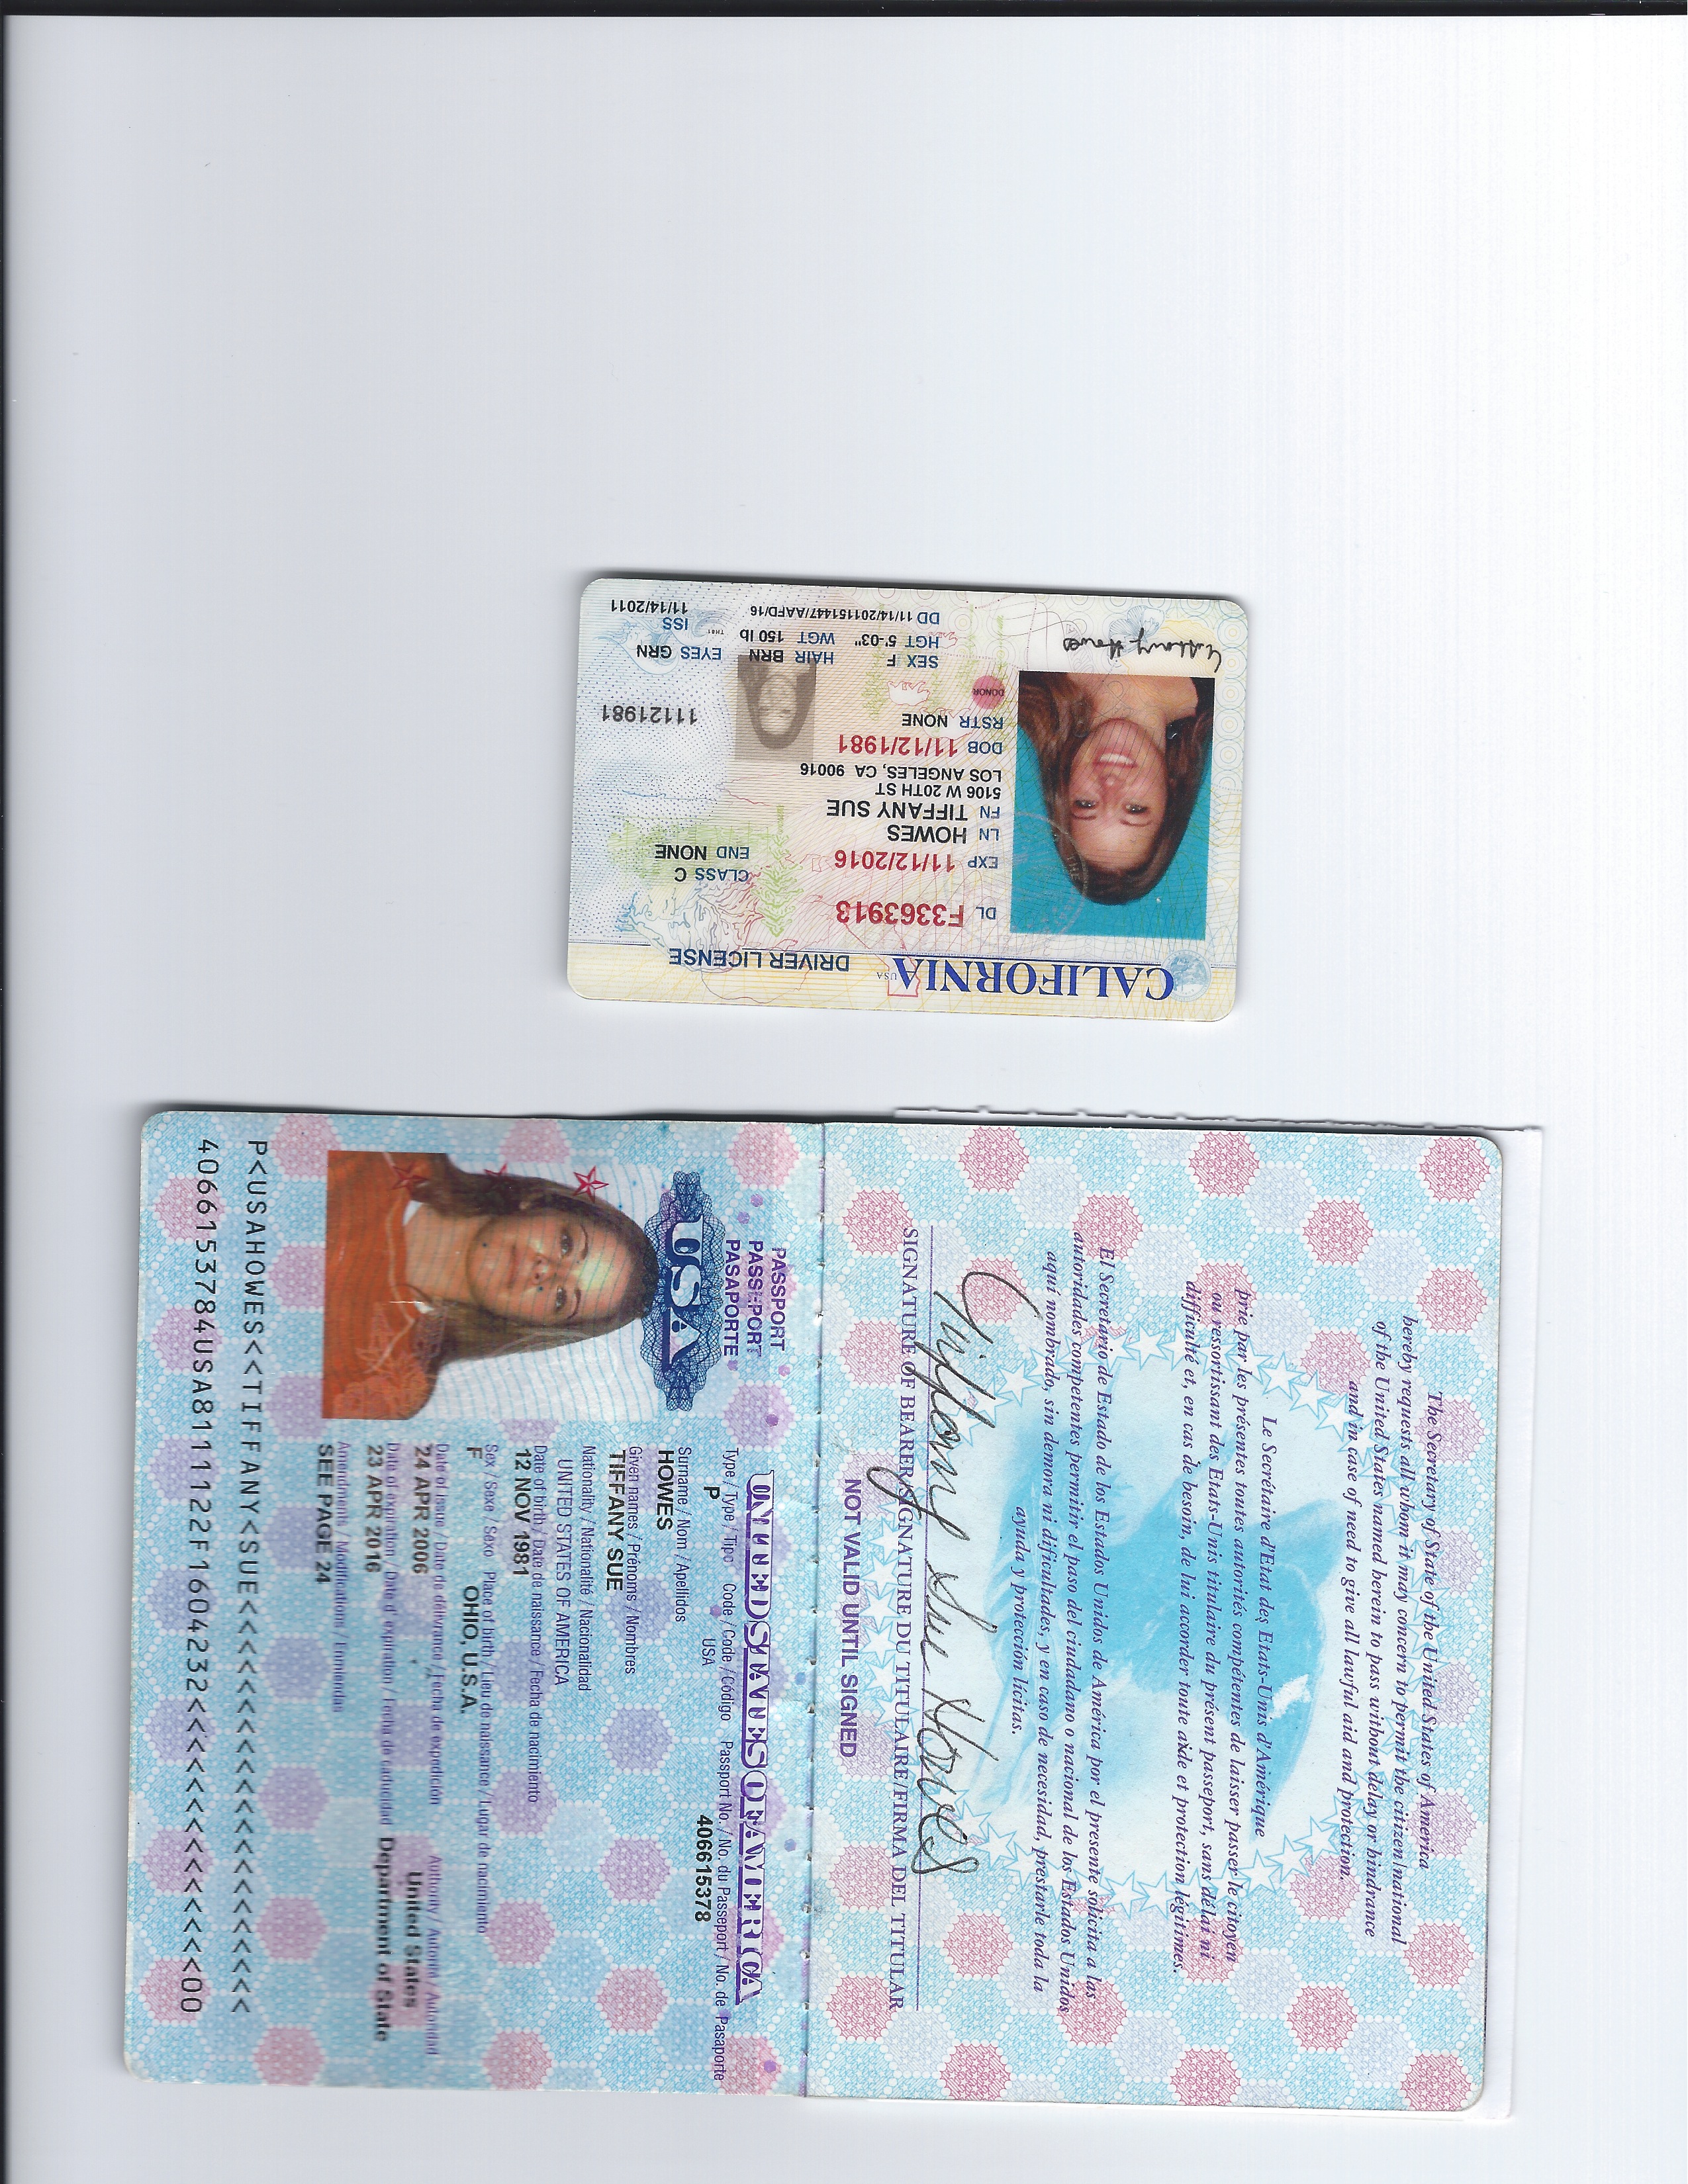 CALIFORNIA
USA
DRIVER LICENSE
DL F3363913
CLASS C
EXP 11/12/2016
END NONE
LN HOWES
FN TIFFANY SUE
5106 W 20TH ST
LOS ANGELES, CA 90016
DOB 11/12/1981
RSTR NONE
11121981
DONOR
SEX F HAIR BRN EYES GRN
HGT 5'-03" WGT 150 lb
ISS
DD 11/14/201151447/AAFD/16
11/14/2011
Tiffany Howes
The Secretary of State of the United States of America
hereby requests all whom it may concern to permit the citizen/national
of the United States named herein to pass without delay or hindrance
and in case of need to give all lawful aid and protection.
Le Secrétaire d'Etat des Etats-Unis d'Amérique
prie par les présentes toutes autorités compétentes de laisser passer le citoyen
ou ressortissant des Etats-Unis titulaire du présent passeport, sans délai ni
difficulté et, en cas de besoin, de lui accorder toute aide et protection légitimes.
El Secretario de Estado de los Estados Unidos de América por el presente solicita a las
autoridades competentes permitir el paso del ciudadano o nacional de los Estados Unidos
aquí nombrado, sin demora ni dificultades, y en caso de necesidad, prestarle toda la
ayuda y protección lícitas.
Tiffany Sue Howes
SIGNATURE OF BEARER/SIGNATURE DU TITULAIRE/FIRMA DEL TITULAR
NOT VALID UNTIL SIGNED
PASSPORT
PASSEPORT
PASAPORTE
USA
UNITED STATES OF AMERICA
Type / Type / Tipo Code / Code / Código Passport No. / No. du Passeport / No. de Pasaporte
P USA 406615378
Surname / Nom / Apellidos
HOWES
Given names / Prénoms / Nombres
TIFFANY SUE
Nationality / Nationalité / Nacionalidad
UNITED STATES OF AMERICA
Date of birth / Date de naissance / Fecha de nacimiento
12 NOV 1981
Sex / Sexe / Sexo Place of birth / Lieu de naissance / Lugar de nacimiento
F OHIO, U.S.A.
Date of issue / Date de délivrance / Fecha de expedición Authority / Autorité / Autoridad
24 APR 2006 United States
Date of expiration / Date d'expiration / Fecha de caducidad Department of State
23 APR 2016
Amendments / Modifications / Enmiendas
SEE PAGE 24
P<USAHOWES<<TIFFANY<SUE<<<<<<<<<<<<<<<<<<<<<
4066153784USA8111122F1604232<<<<<<<<<<<<<<00